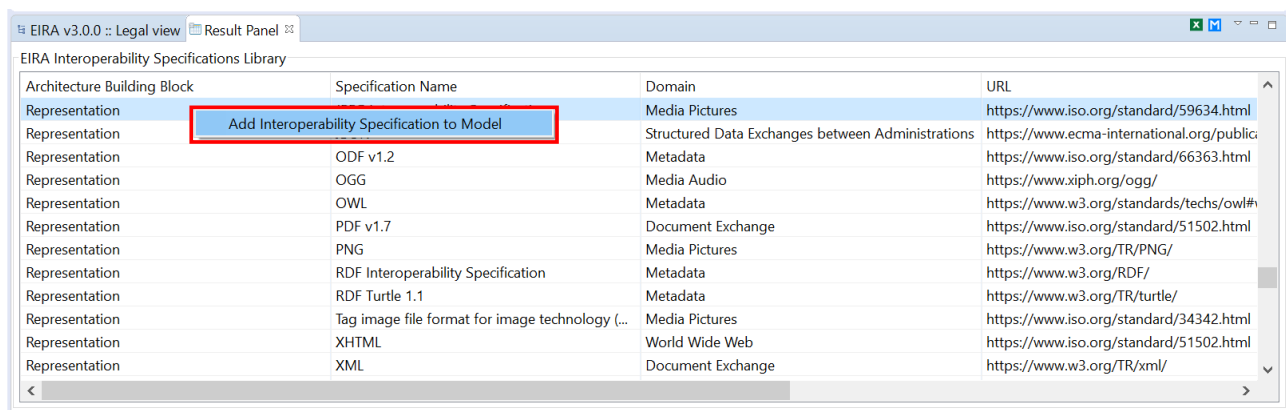 EIRA v3.0.0 :: Legal view Result Panel
EIRA Interoperability Specifications Library
Architecture Building Block Specification Name Domain URL
Representation Media Pictures https://www.iso.org/standard/59634.html
Add Interoperability Specification to Model
Representation Structured Data Exchanges between Administrations https://www.ecma-international.org/public
Representation ODF v1.2 Metadata https://www.iso.org/standard/66363.html
Representation OGG Media Audio https://www.xiph.org/ogg/
Representation OWL Metadata https://www.w3.org/standards/techs/owl#
Representation PDF v1.7 Document Exchange https://www.iso.org/standard/51502.html
Representation PNG Media Pictures https://www.w3.org/TR/PNG/
Representation RDF Interoperability Specification Metadata https://www.w3.org/RDF/
Representation RDF Turtle 1.1 Metadata https://www.w3.org/TR/turtle/
Representation Tag image file format for image technology (... Media Pictures https://www.iso.org/standard/34342.html
Representation XHTML World Wide Web https://www.iso.org/standard/51502.html
Representation XML Document Exchange https://www.w3.org/TR/xml/